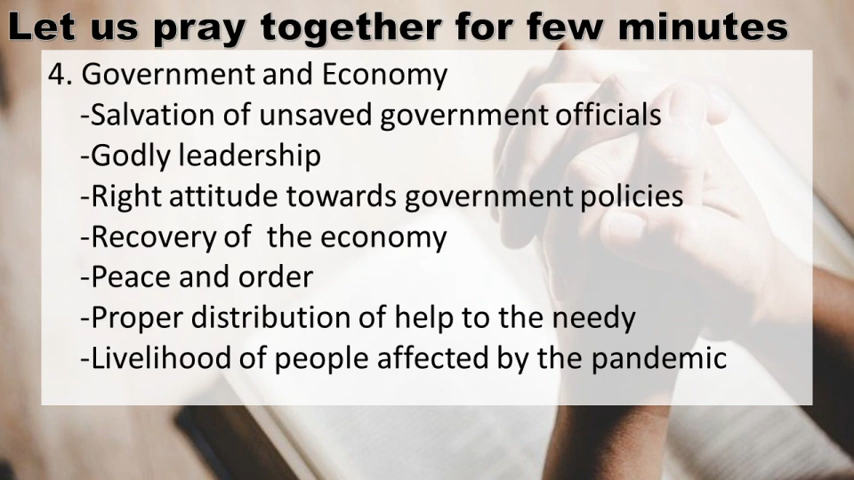 Let us pray together for few minutes
4. Government and Economy
-Salvation of unsaved government officials
-Godly leadership
-Right attitude towards government policies
-Recovery of  the economy
-Peace and order
-Proper distribution of help to the needy
-Livelihood of people affected by the pandemic